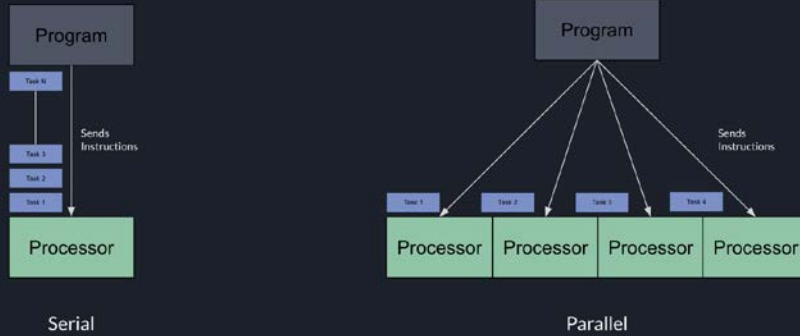 Program
Task N
Sends
Instructions
Task 3
Task 2
Task 1
Processor
Serial
Program
Sends
Instructions
Task 1
Task 2
Task 3
Task 4
Processor
Processor
Processor
Processor
Parallel